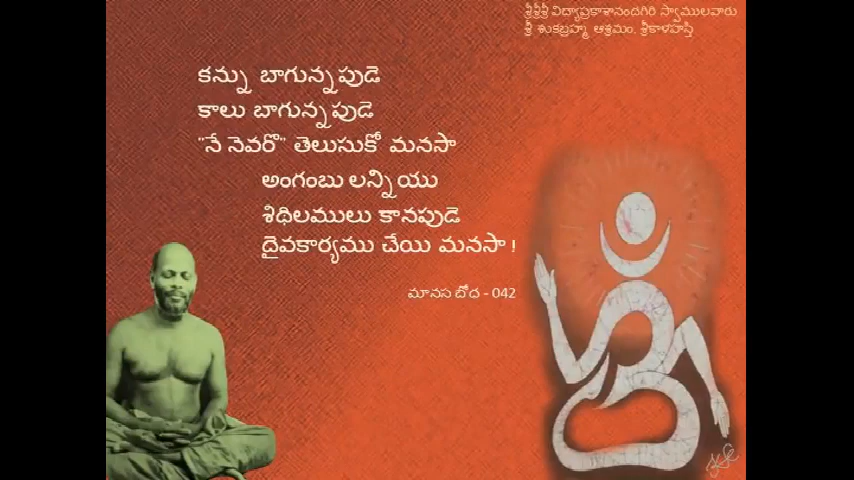 శ్రీశ్రీశ్రీ విద్యాప్రకాశానందగిరి స్వాములవారు
శ్రీ శుకబ్రహ్మ ఆశ్రమం, శ్రీకాళహస్తి
కన్ను బాగున్నపుడె
కాలు బాగున్నపుడె
"నే నెవరొ" తెలుసుకో మనసా
అంగంబు లన్నియు
శిథిలములు కానపుడె
దైవకార్యము చేయి మనసా !
మానస బోధ - 042